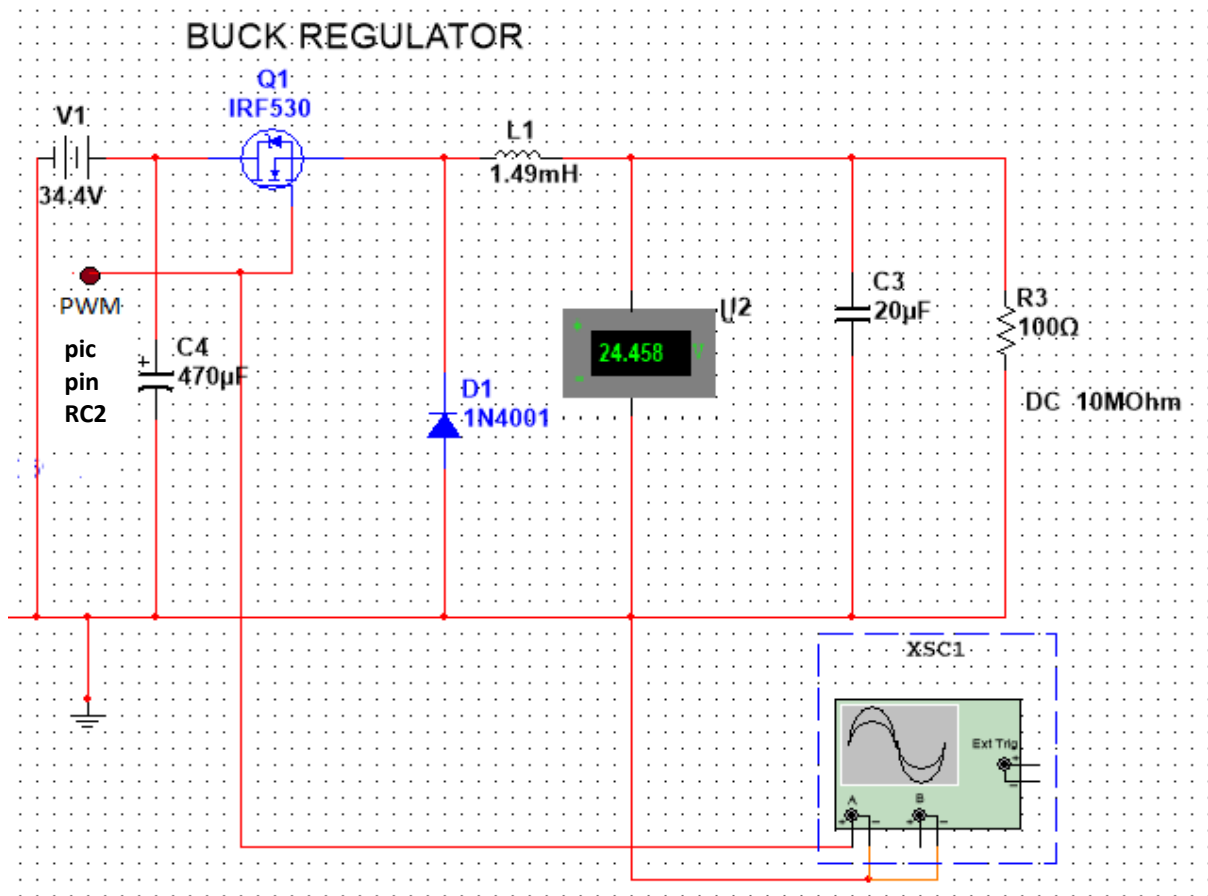 BUCK REGULATOR
Q1
IRF530
V1
34.4V
L1
1.49mH
PWM
pic
pin
RC2
C4
+
470µF
D1
1N4001
U2
24.458 V
C3
20µF
R3
100Ω
DC 10MOhm
XSC1
Ext Trig
+
-
A
B
+ - + -